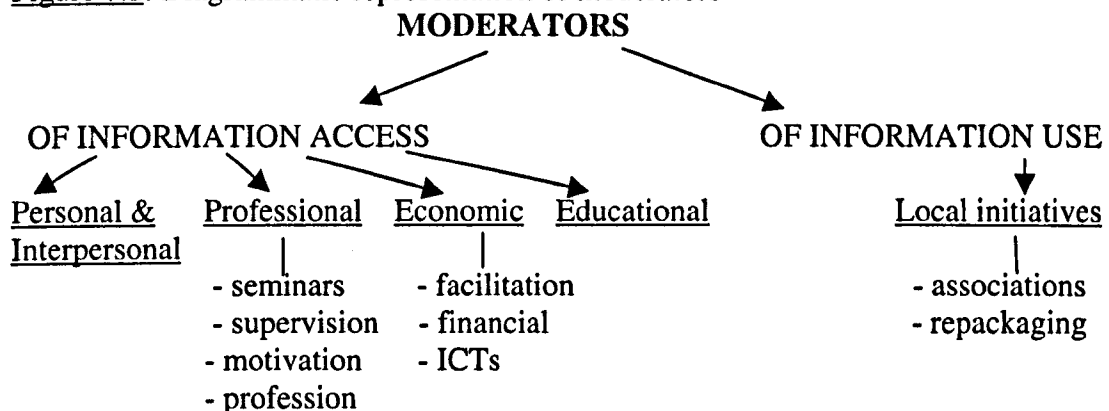 MODERATORS
OF INFORMATION ACCESS
OF INFORMATION USE
Personal &
Interpersonal
Professional
- seminars
- supervision
- motivation
- profession
Economic
- facilitation
- financial
- ICTs
Educational
Local initiatives
- associations
- repackaging